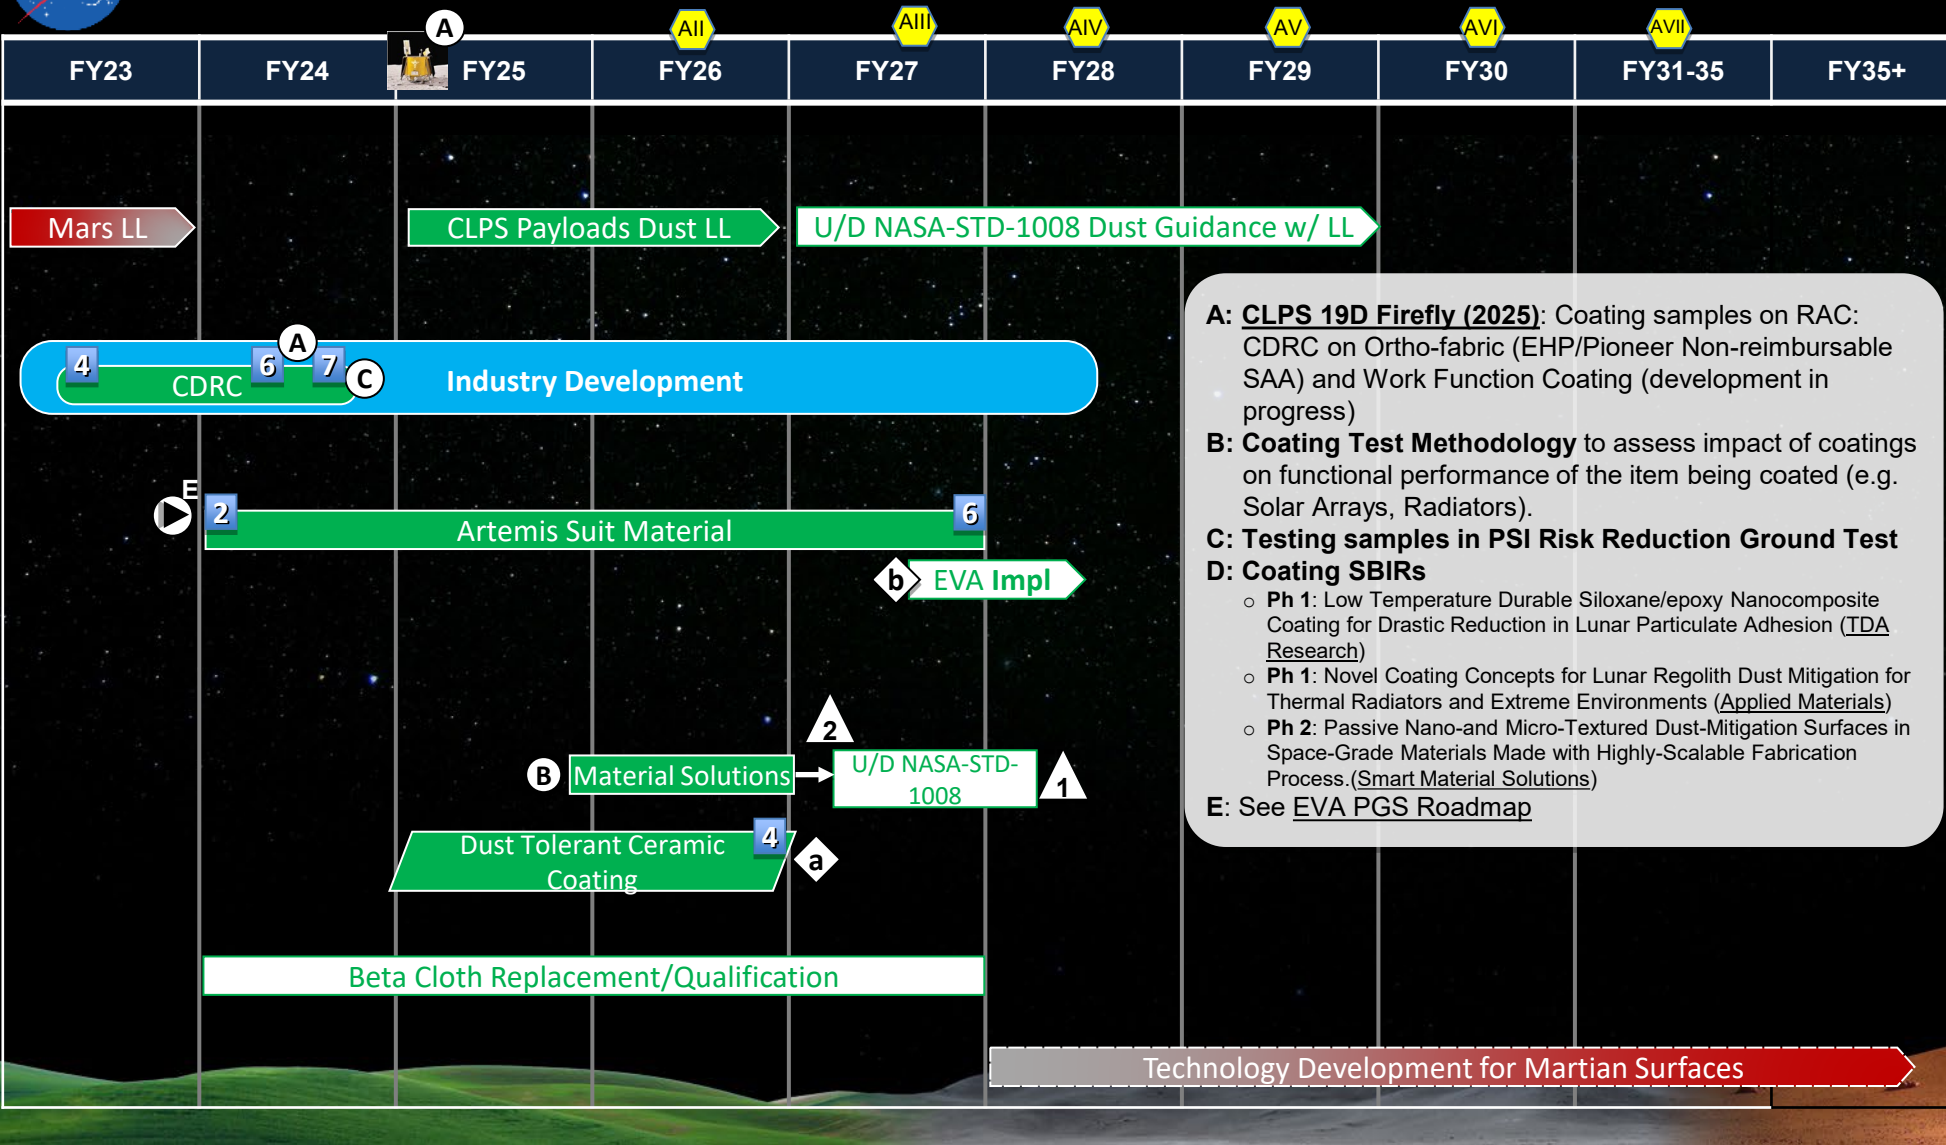 A
AII
AIII
AIV
AV
AVI
AVII
FY23
FY24
FY25
FY26
FY27
FY28
FY29
FY30
FY31-35
FY35+
Mars LL
CLPS Payloads Dust LL
U/D NASA-STD-1008 Dust Guidance w/ LL
4
CDRC
6
A
7
C
Industry Development
E
2
Artemis Suit Material
6
b
EVA Impl
2
B
Material Solutions
U/D NASA-STD-
1008
1
Dust Tolerant Ceramic
Coating
4
a
Beta Cloth Replacement/Qualification
Technology Development for Martian Surfaces
A: CLPS 19D Firefly (2025): Coating samples on RAC:
CDRC on Ortho-fabric (EHP/Pioneer Non-reimbursable
SAA) and Work Function Coating (development in
progress)
B: Coating Test Methodology to assess impact of coatings
on functional performance of the item being coated (e.g.
Solar Arrays, Radiators).
C: Testing samples in PSI Risk Reduction Ground Test
D: Coating SBIRs
o Ph 1: Low Temperature Durable Siloxane/epoxy Nanocomposite
Coating for Drastic Reduction in Lunar Particulate Adhesion (TDA
Research)
o Ph 1: Novel Coating Concepts for Lunar Regolith Dust Mitigation for
Thermal Radiators and Extreme Environments (Applied Materials)
o Ph 2: Passive Nano-and Micro-Textured Dust-Mitigation Surfaces in
Space-Grade Materials Made with Highly-Scalable Fabrication
Process.(Smart Material Solutions)
E: See EVA PGS Roadmap